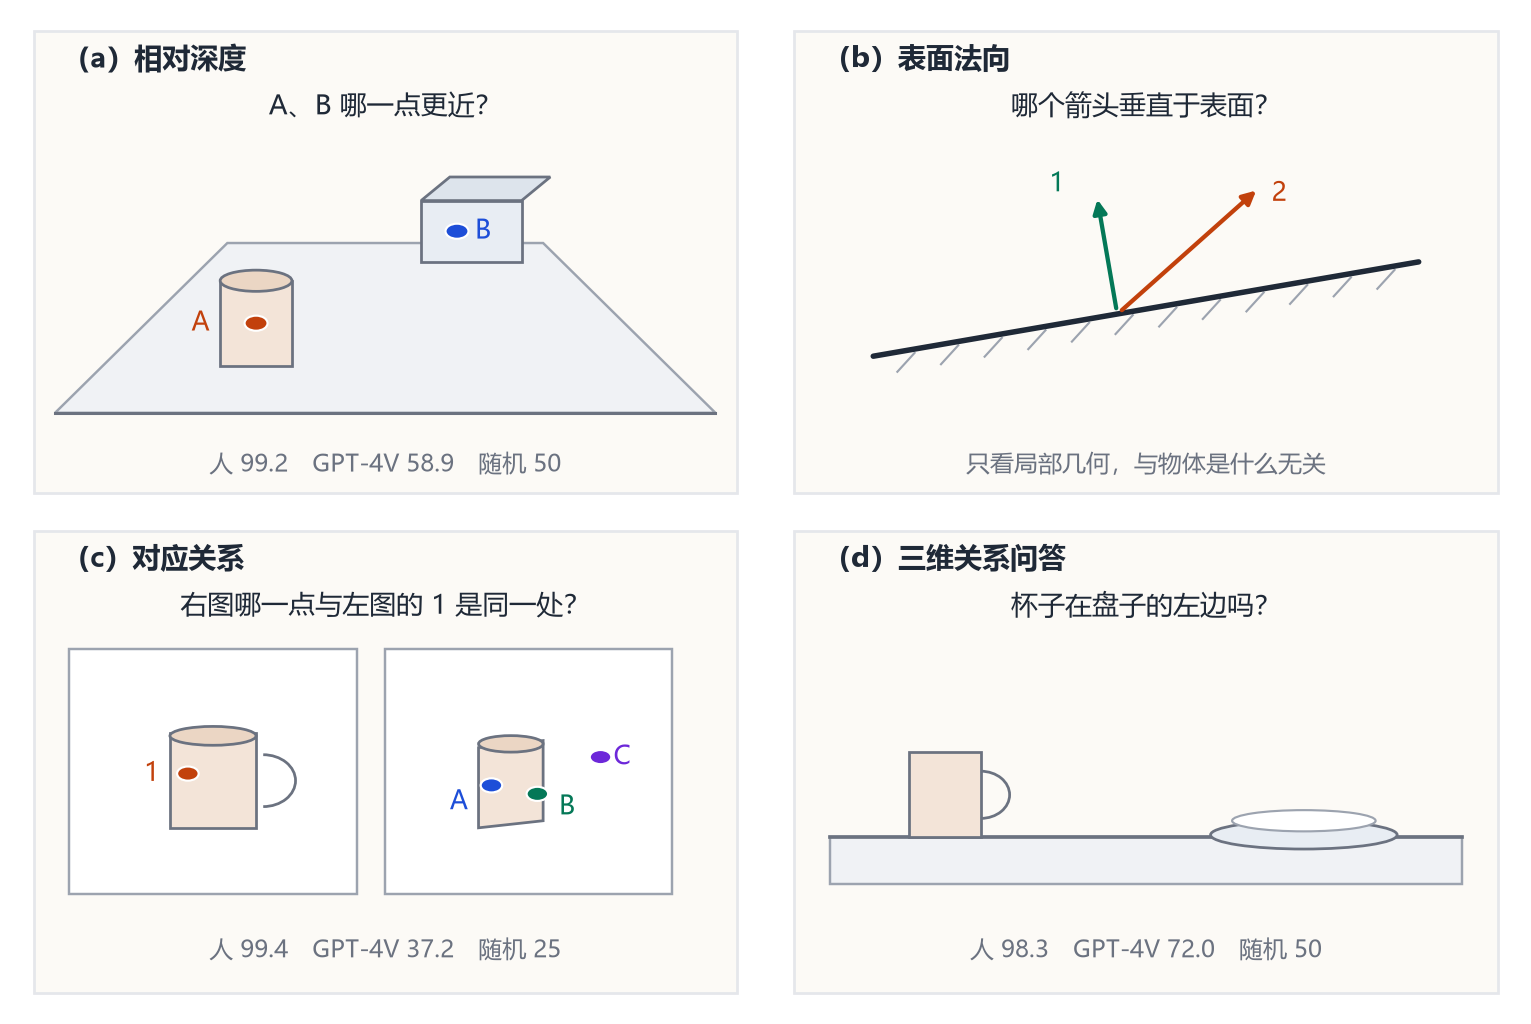 (a) 相对深度
A、B 哪一点更近？
B
A
人 99.2 GPT-4V 58.9 随机 50
(b) 表面法向
哪个箭头垂直于表面？
1
2
只看局部几何，与物体是什么无关
(c) 对应关系
右图哪一点与左图的 1 是同一处？
1
A
B
C
人 99.4 GPT-4V 37.2 随机 25
(d) 三维关系问答
杯子在盘子的左边吗？
人 98.3 GPT-4V 72.0 随机 50